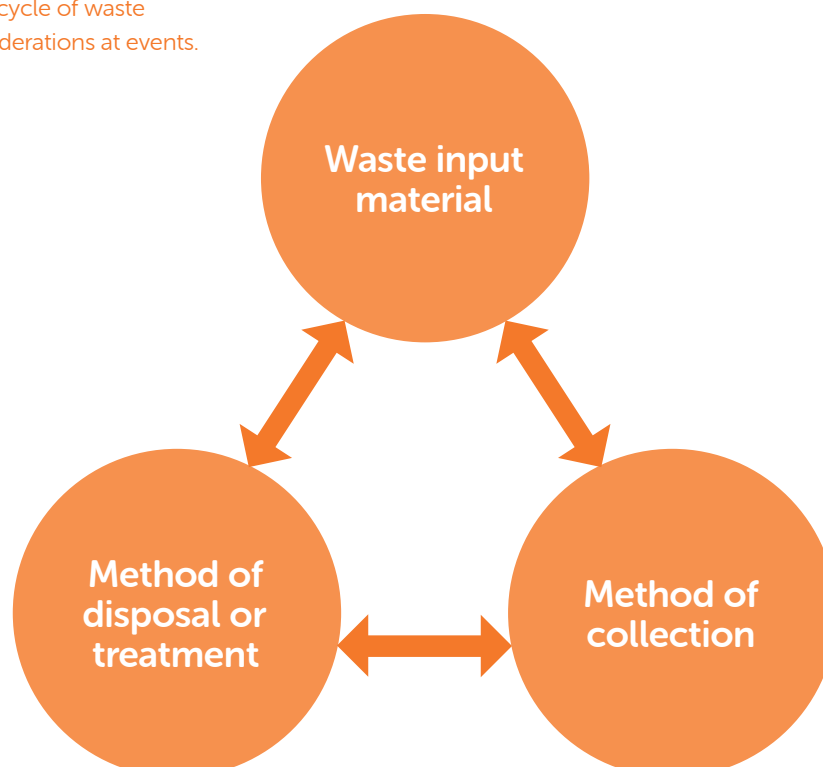 cycle of waste
derations at events.
Waste input
material
Method of
disposal or
treatment
Method of
collection